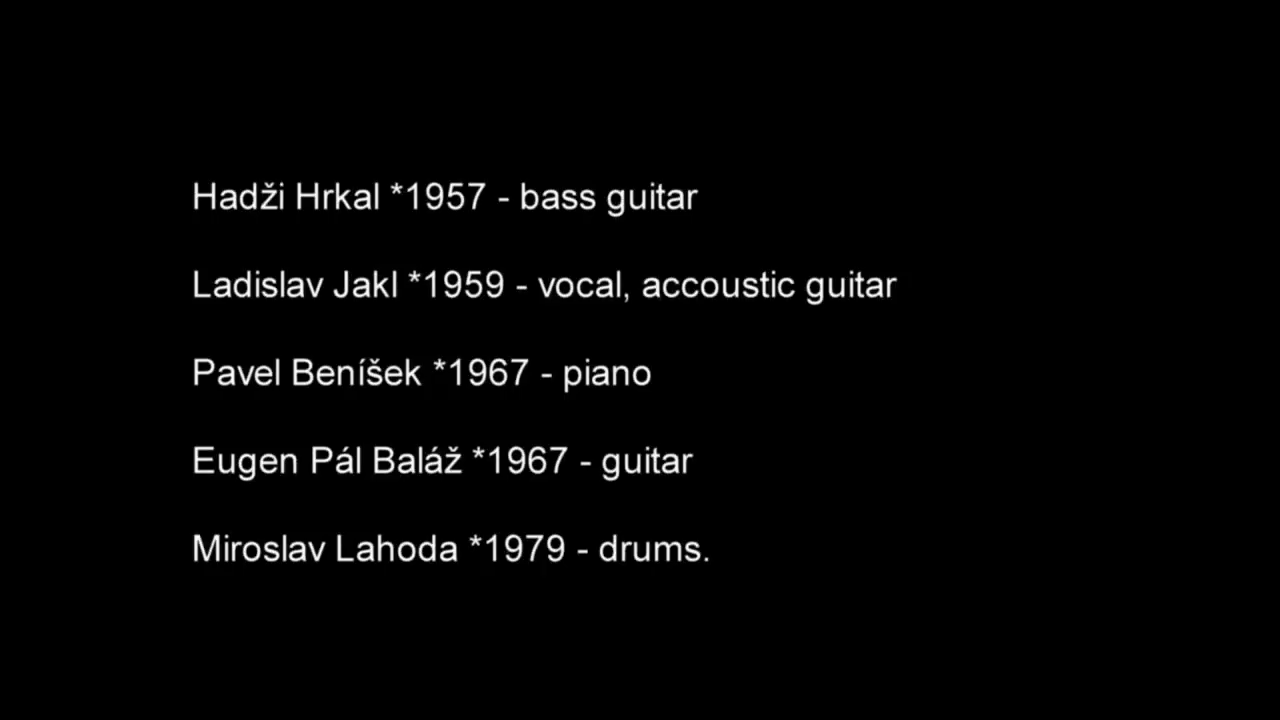 Hadži Hrkal *1957 - bass guitar
Ladislav Jakl *1959 - vocal, accoustic guitar
Pavel Beníšek *1967 - piano
Eugen Pál Baláž *1967 - guitar
Miroslav Lahoda *1979 - drums.